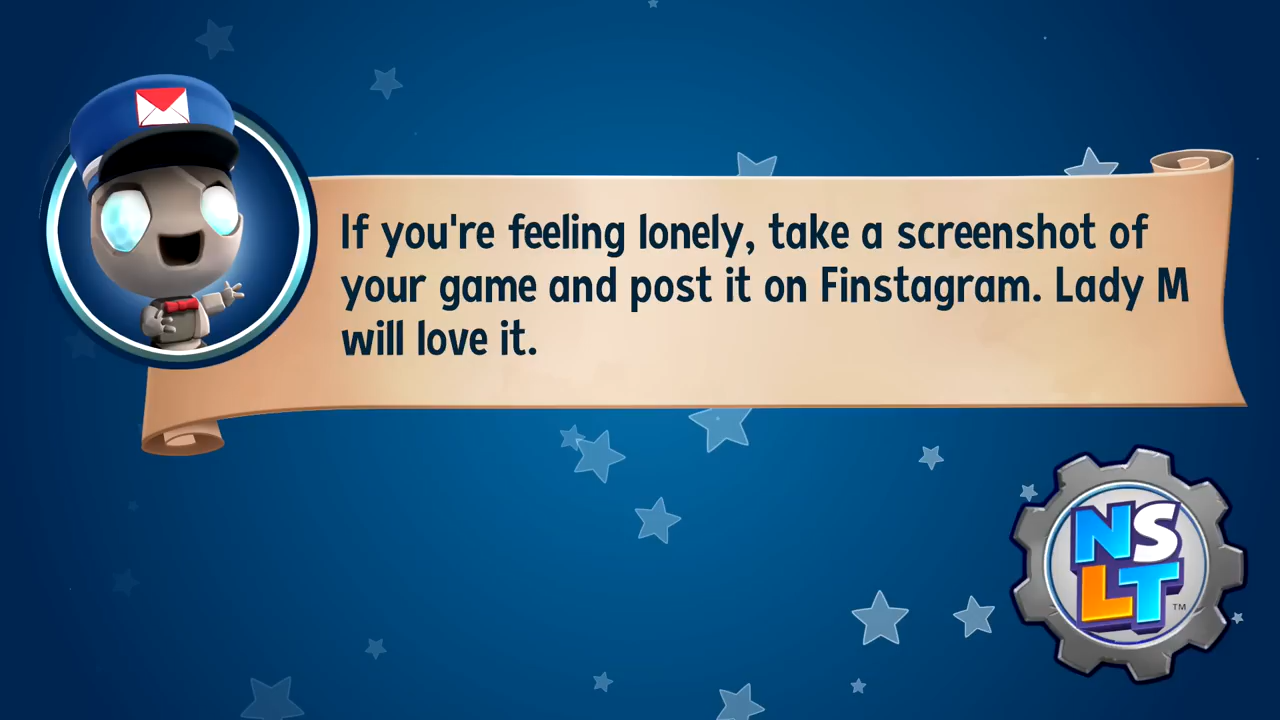 If you're feeling lonely, take a screenshot of
your game and post it on Finstagram. Lady M
will love it.
NS
LT
TM